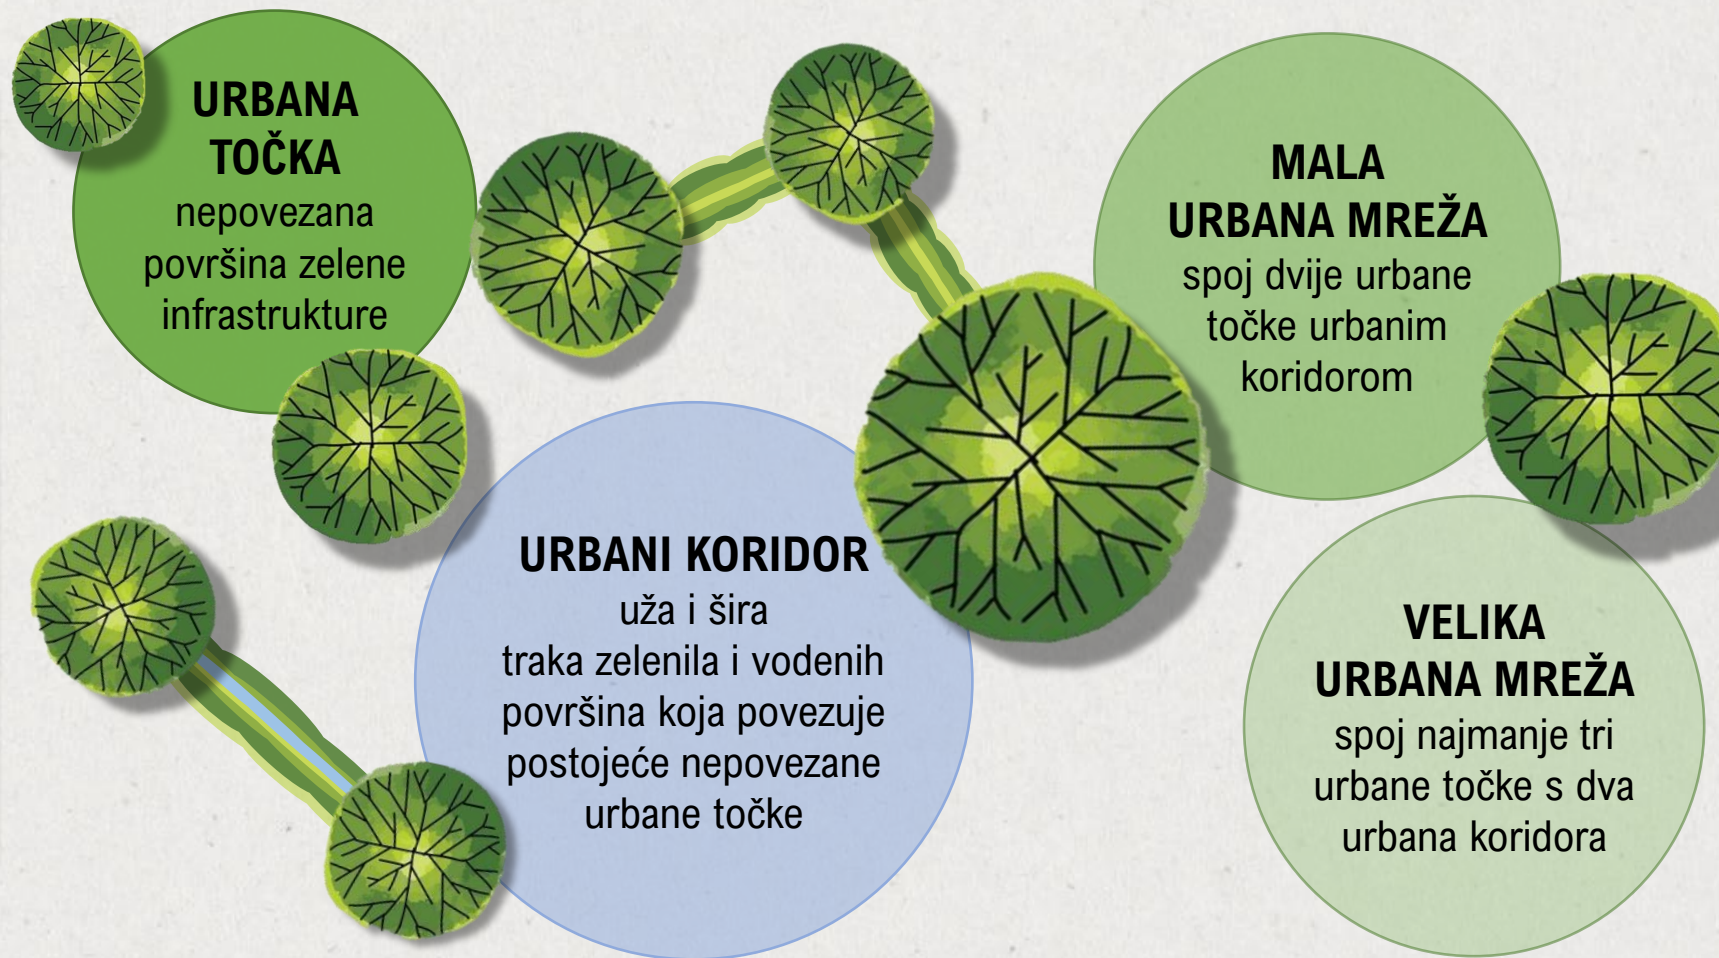 URBANA
TOČKA
nepovezana
površina zelene
infrastrukture
MALA
URBANA MREŽA
spoj dvije urbane
točke urbanim
koridorom
URBANI KORIDOR
uža i šira
traka zelenila i vodenih
površina koja povezuje
postojeće nepovezane
urbane točke
VELIKA
URBANA MREŽA
spoj najmanje tri
urbane točke s dva
urbana koridora